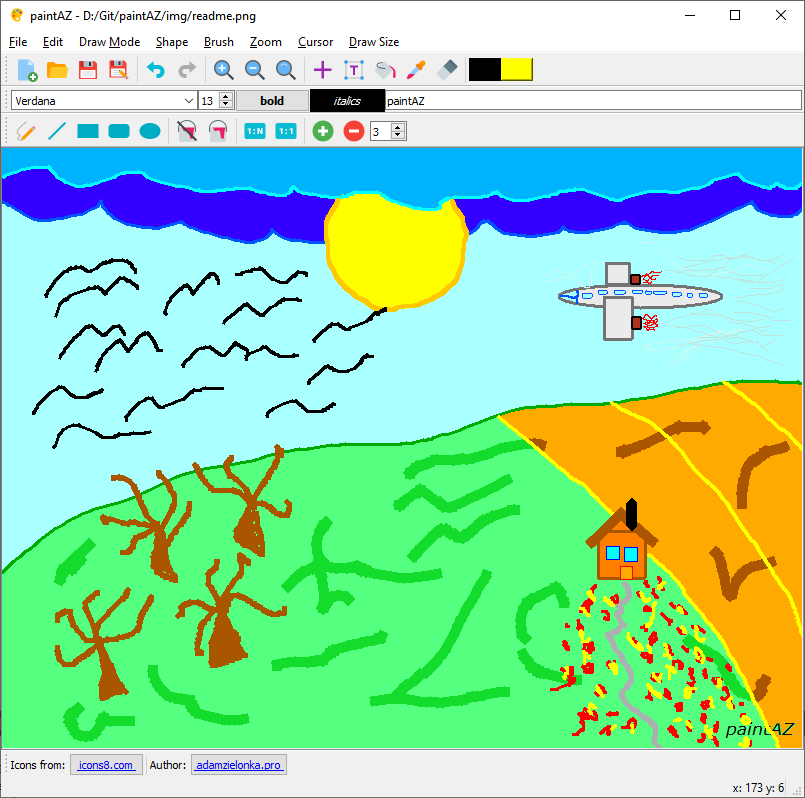 paintAZ - D:/Git/paintAZ/img/readme.png
File Edit Draw Mode Shape Brush Zoom Cursor Draw Size
T
Verdana 13 bold italics paintAZ
1:N 1:1 3
paintAZ
Icons from: icons8.com Author: adamzielonka.pro
x: 173 y: 6